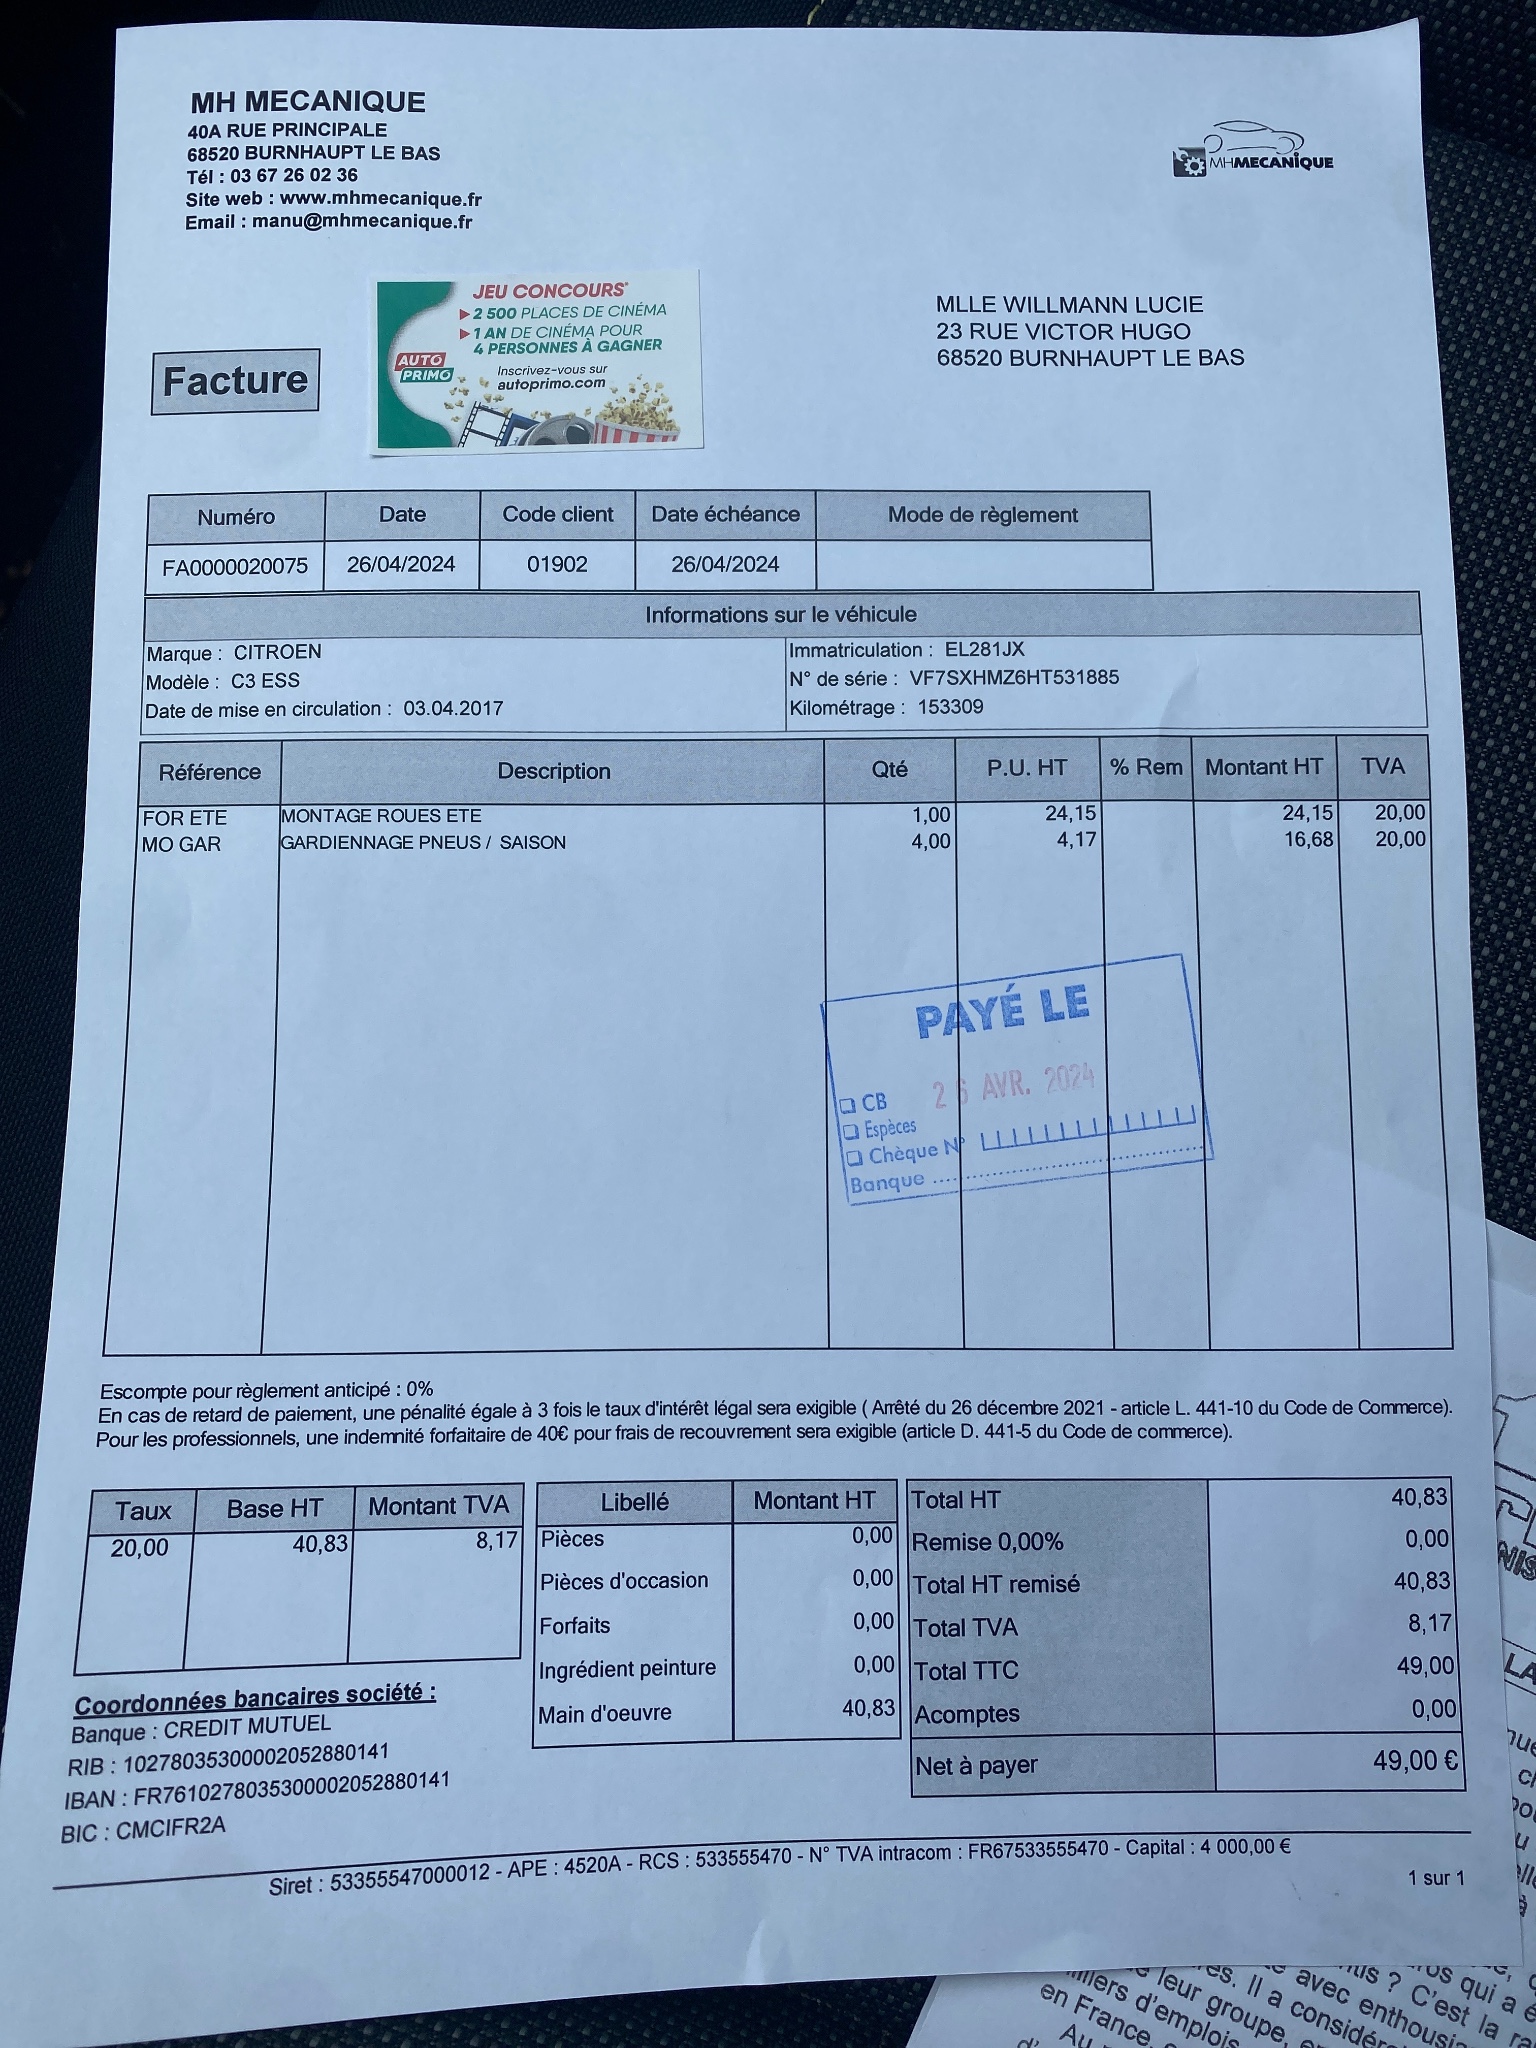 MH MECANIQUE
40A RUE PRINCIPALE
68520 BURNHAUPT LE BAS
Tél : 03 67 26 02 36
Site web : www.mhmecanique.fr
Email : manu@mhmecanique.fr
MHMECANIQUE
JEU CONCOURS*
2 500 PLACES DE CINÉMA
1 AN DE CINÉMA POUR
4 PERSONNES À GAGNER
AUTO
PRIMO
Inscrivez-vous sur
autoprimo.com
MLLE WILLMANN LUCIE
23 RUE VICTOR HUGO
68520 BURNHAUPT LE BAS
Facture
Numéro Date Code client Date échéance Mode de règlement
FA0000020075 26/04/2024 01902 26/04/2024
Informations sur le véhicule
Marque : CITROEN Immatriculation : EL281JX
Modèle : C3 ESS N° de série : VF7SXHMZ6HT531885
Date de mise en circulation : 03.04.2017 Kilométrage : 153309
Référence Description Qté P.U. HT % Rem Montant HT TVA
FOR ETE MONTAGE ROUES ETE 1,00 24,15 24,15 20,00
MO GAR GARDIENNAGE PNEUS / SAISON 4,00 4,17 16,68 20,00
PAYÉ LE
26 AVR. 2024
CB
Espèces
Chèque N°
Banque ..........
Escompte pour règlement anticipé : 0%
En cas de retard de paiement, une pénalité égale à 3 fois le taux d'intérêt légal sera exigible ( Arrêté du 26 décembre 2021 - article L. 441-10 du Code de Commerce).
Pour les professionnels, une indemnité forfaitaire de 40€ pour frais de recouvrement sera exigible (article D. 441-5 du Code de commerce).
Taux Base HT Montant TVA
20,00 40,83 8,17
Libellé Montant HT
Pièces 0,00
Pièces d'occasion 0,00
Forfaits 0,00
Ingrédient peinture 0,00
Main d'oeuvre 40,83
Total HT 40,83
Remise 0,00% 0,00
Total HT remisé 40,83
Total TVA 8,17
Total TTC 49,00
Acomptes 0,00
Net à payer 49,00 €
Coordonnées bancaires société :
Banque : CREDIT MUTUEL
RIB : 10278035300002052880141
IBAN : FR7610278035300002052880141
BIC : CMCIFR2A
Siret : 53355547000012 - APE : 4520A - RCS : 533555470 - N° TVA intracom : FR67533555470 - Capital : 4 000,00 €
1 sur 1
qui a
? C'est la
avec enthousi
Il a considér
leur groupe,
d'emplois
en France
Au